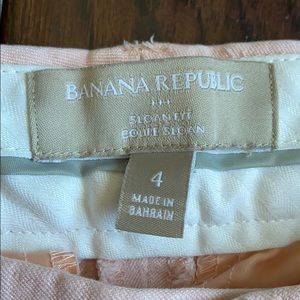 BANANA REPUBLIC
SLOAN FIT
COUPE SLOAN
4
MADE IN
BAHRAIN